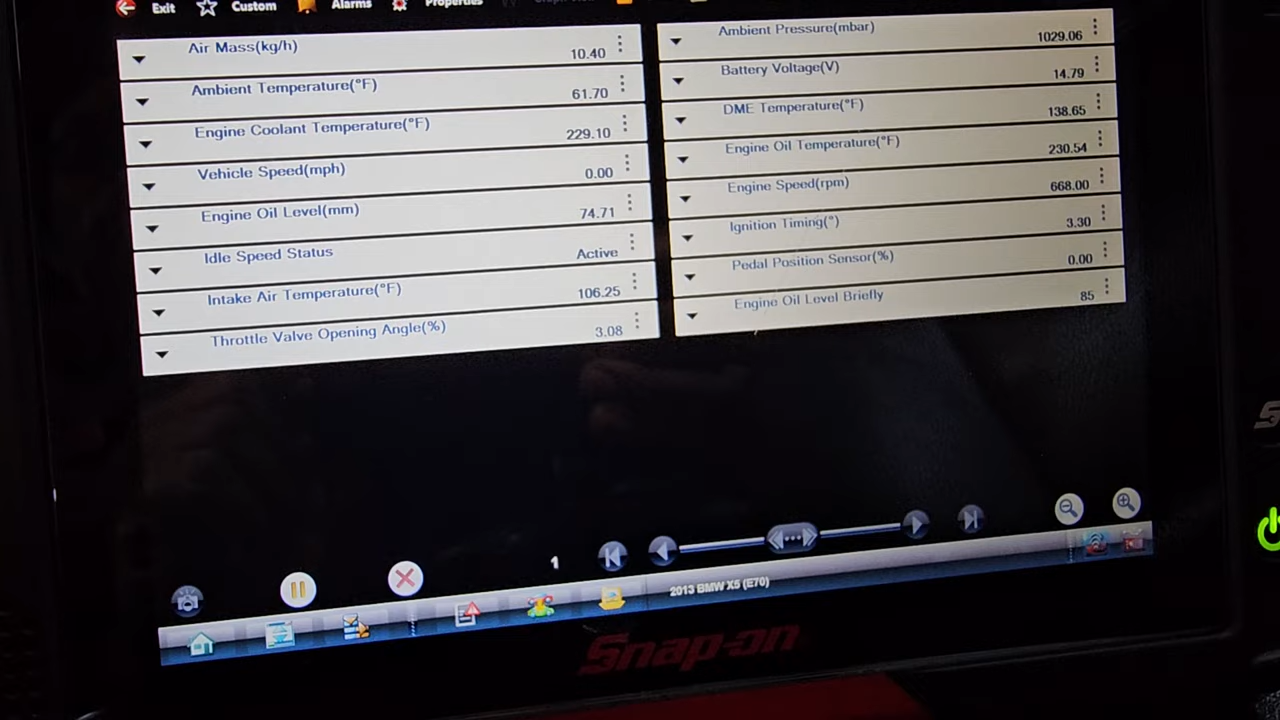 Exit Custom Alarms Properties
Air Mass(kg/h) 10.40
Ambient Temperature(°F) 61.70
Engine Coolant Temperature(°F) 229.10
Vehicle Speed(mph) 0.00
Engine Oil Level(mm) 74.71
Idle Speed Status Active
Intake Air Temperature(°F) 106.25
Throttle Valve Opening Angle(%) 3.08
Ambient Pressure(mbar) 1029.06
Battery Voltage(V) 14.79
DME Temperature(°F) 138.65
Engine Oil Temperature(°F) 230.54
Engine Speed(rpm) 668.00
Ignition Timing(°) 3.30
Pedal Position Sensor(%) 0.00
Engine Oil Level Briefly 85
1
2013 BMW X5 (E70)
Snap-on